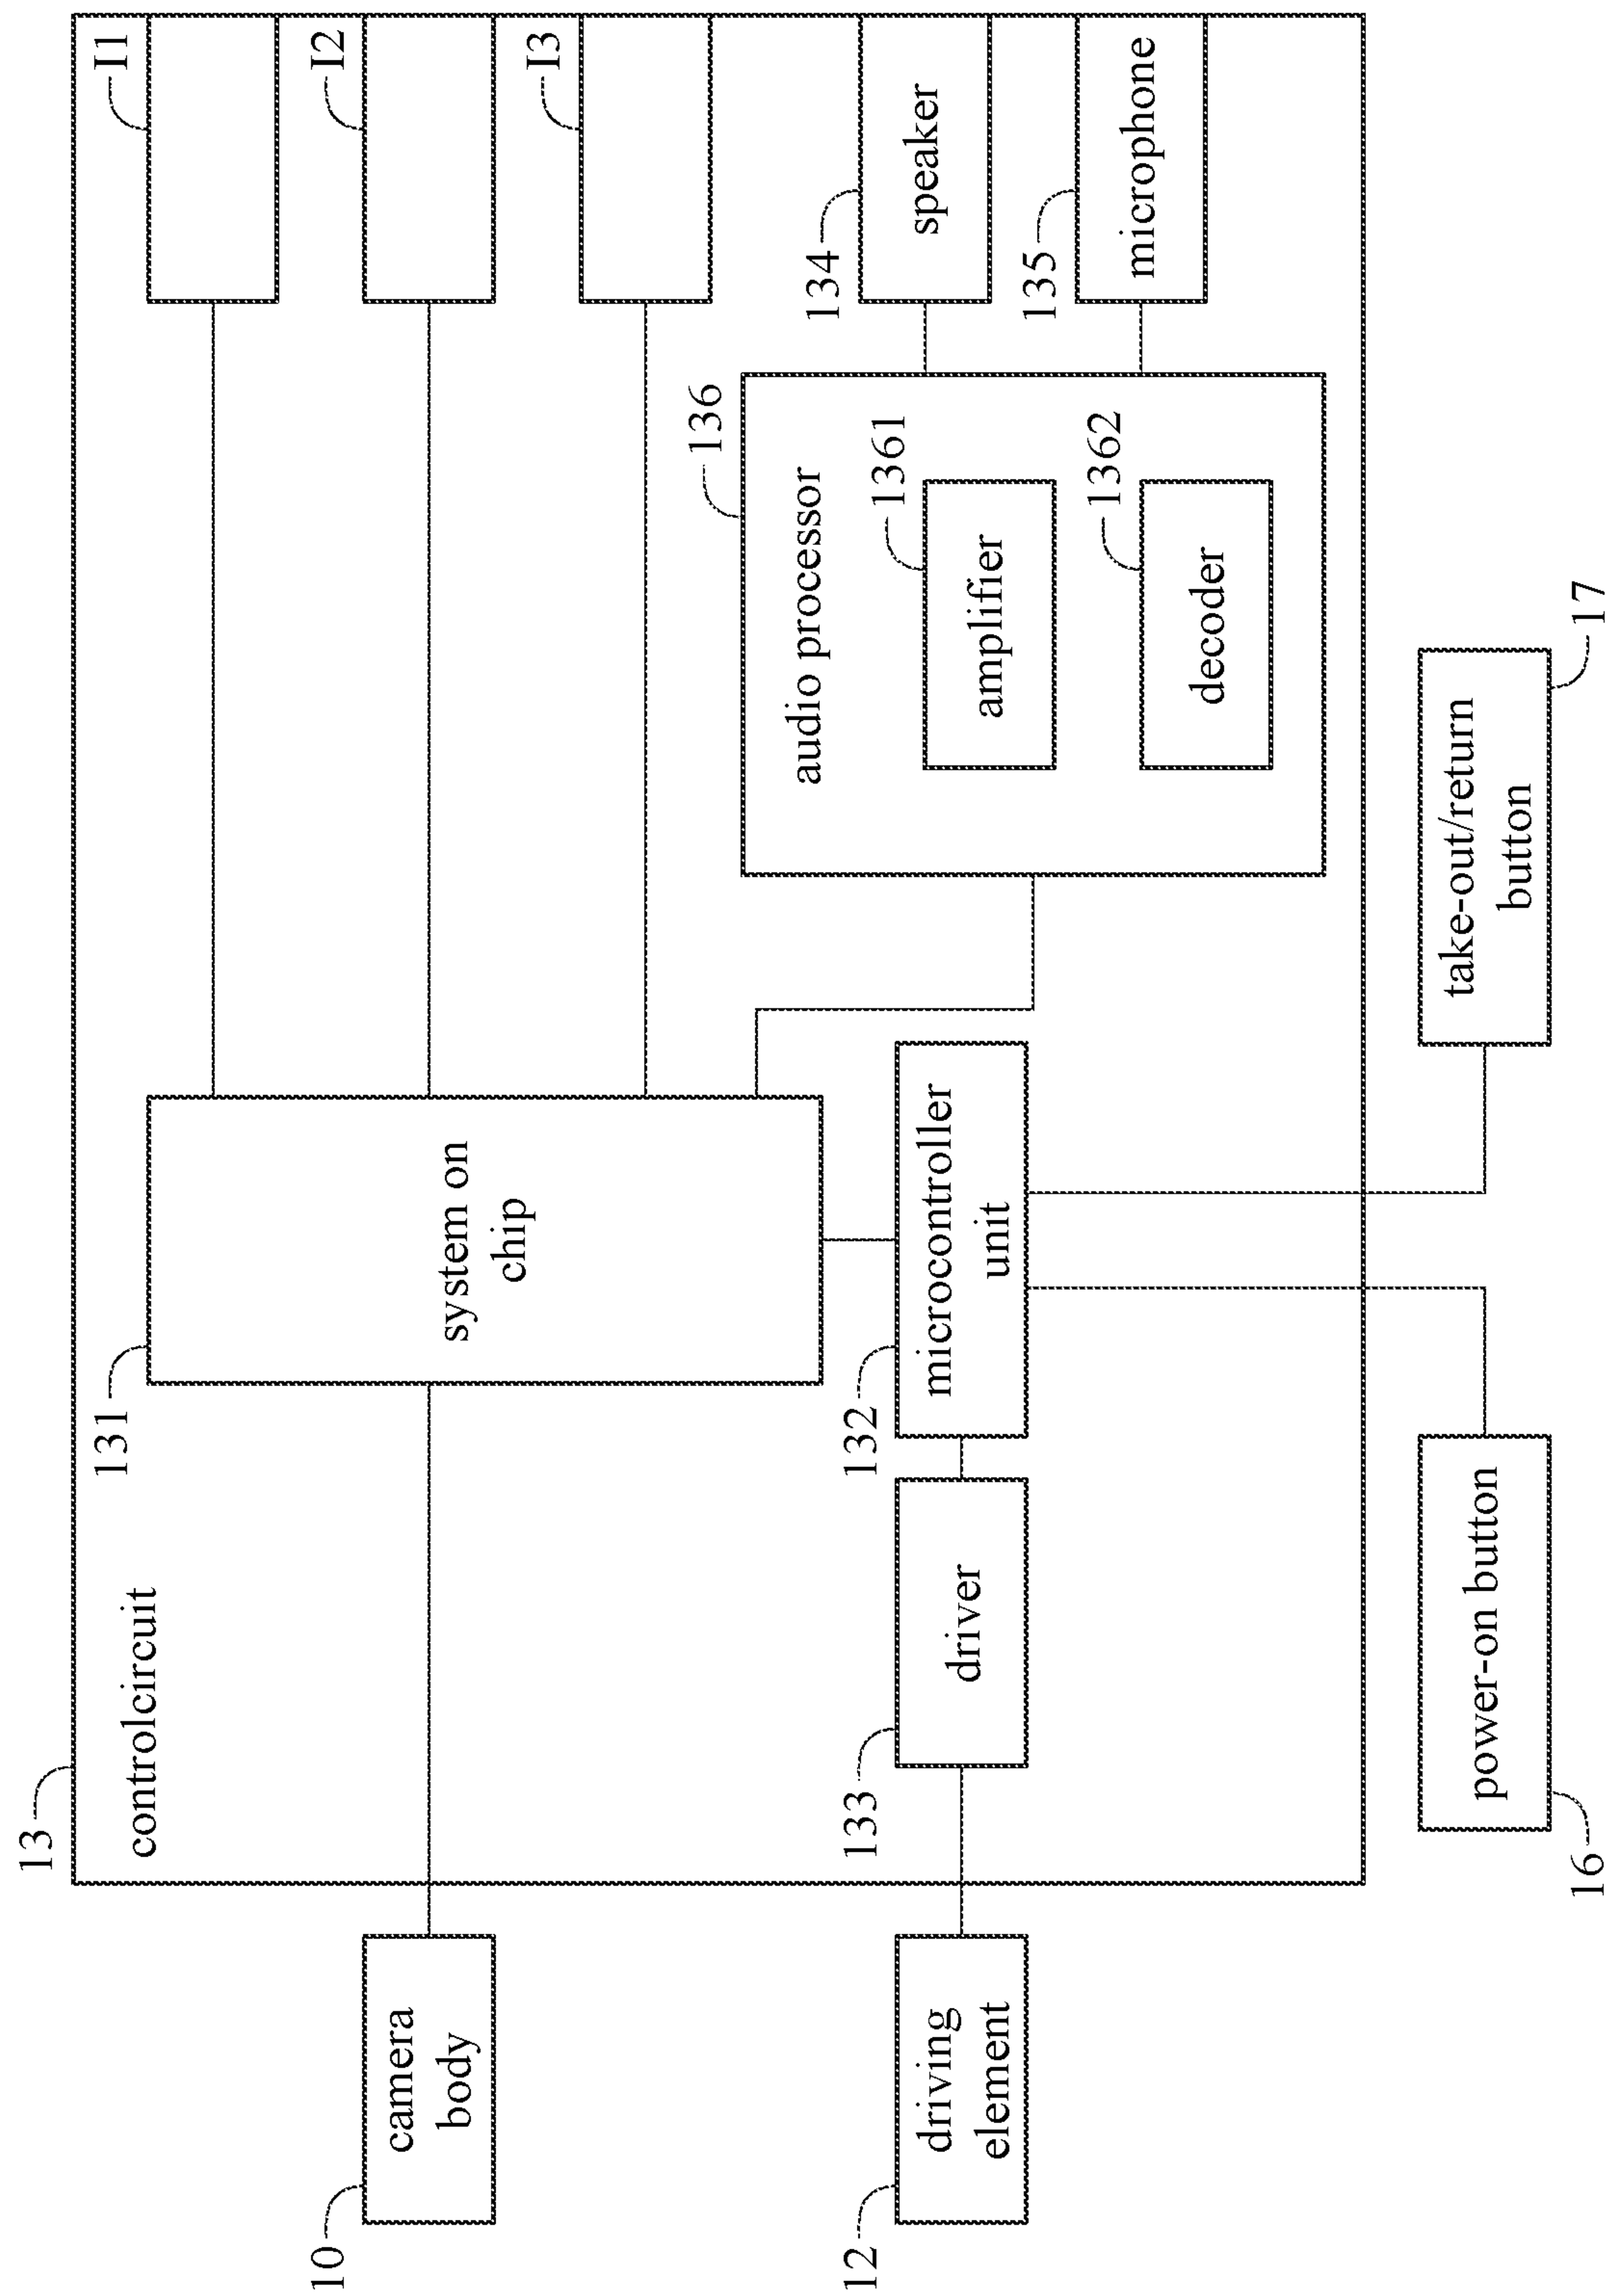 13
controlcircuit
131
system on
chip
I1
I2
I3
10
camera
body
136
audio processor
134
speaker
1361
amplifier
135
microphone
1362
decoder
12
driving
element
133
driver
132
microcontroller
unit
16
power-on button
take-out/return
button
17